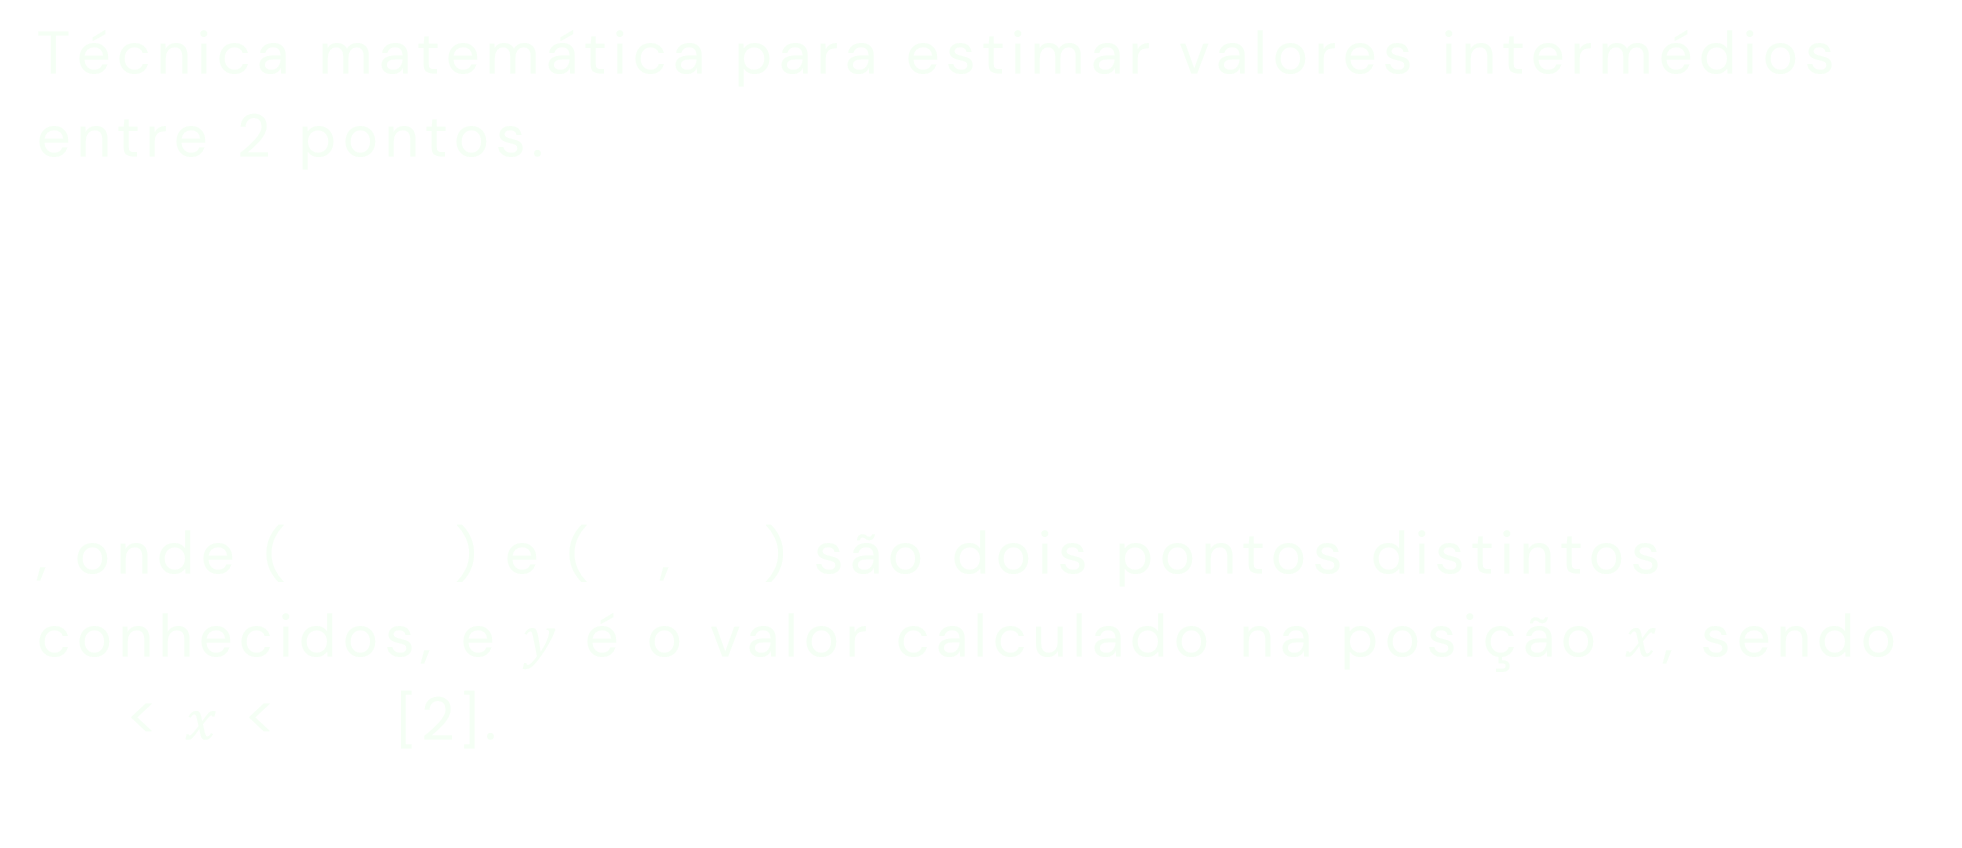 Técnica matemática para estimar valores intermédios
entre 2 pontos.
, onde ( ) e ( , ) são dois pontos distintos
conhecidos, e y é o valor calculado na posição x, sendo
< x < [2].